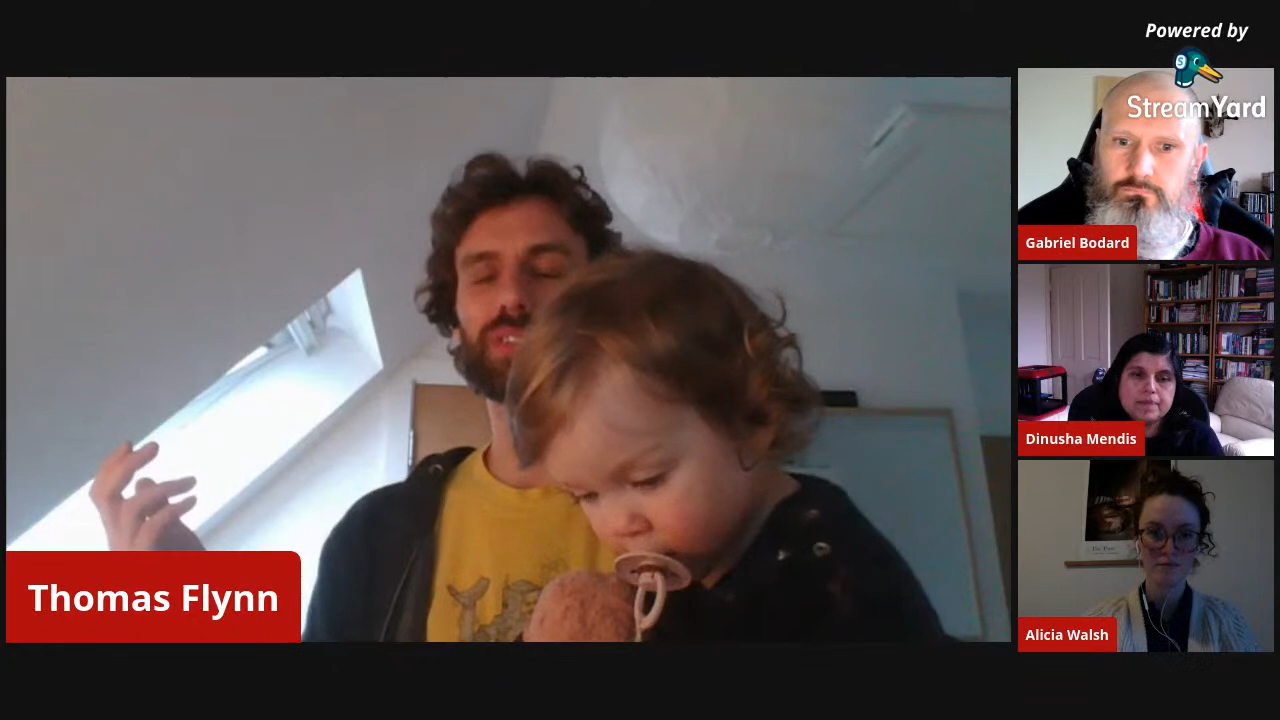 Powered by
StreamYard
Thomas Flynn
Gabriel Bodard
Dinusha Mendis
Alicia Walsh